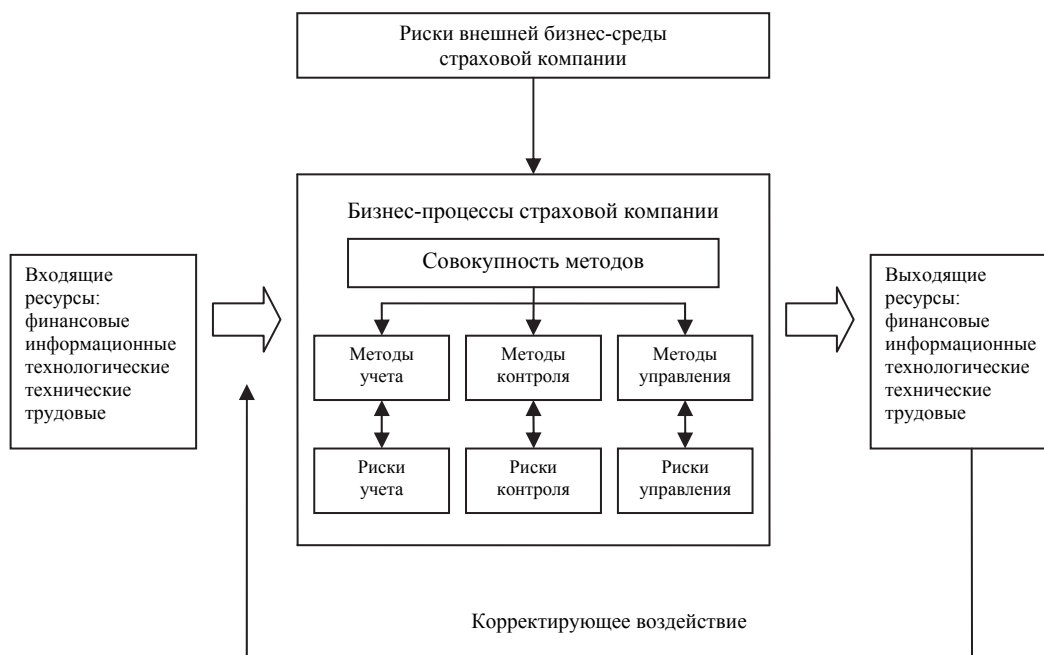 Риски внешней бизнес-среды
страховой компании
Бизнес-процессы страховой компании
Совокупность методов
Входящие
ресурсы:
финансовые
информационные
технологические
технические
трудовые
Методы
учета
Методы
контроля
Методы
управления
Риски
учета
Риски
контроля
Риски
управления
Выходящие
ресурсы:
финансовые
информационные
технологические
технические
трудовые
Корректирующее воздействие